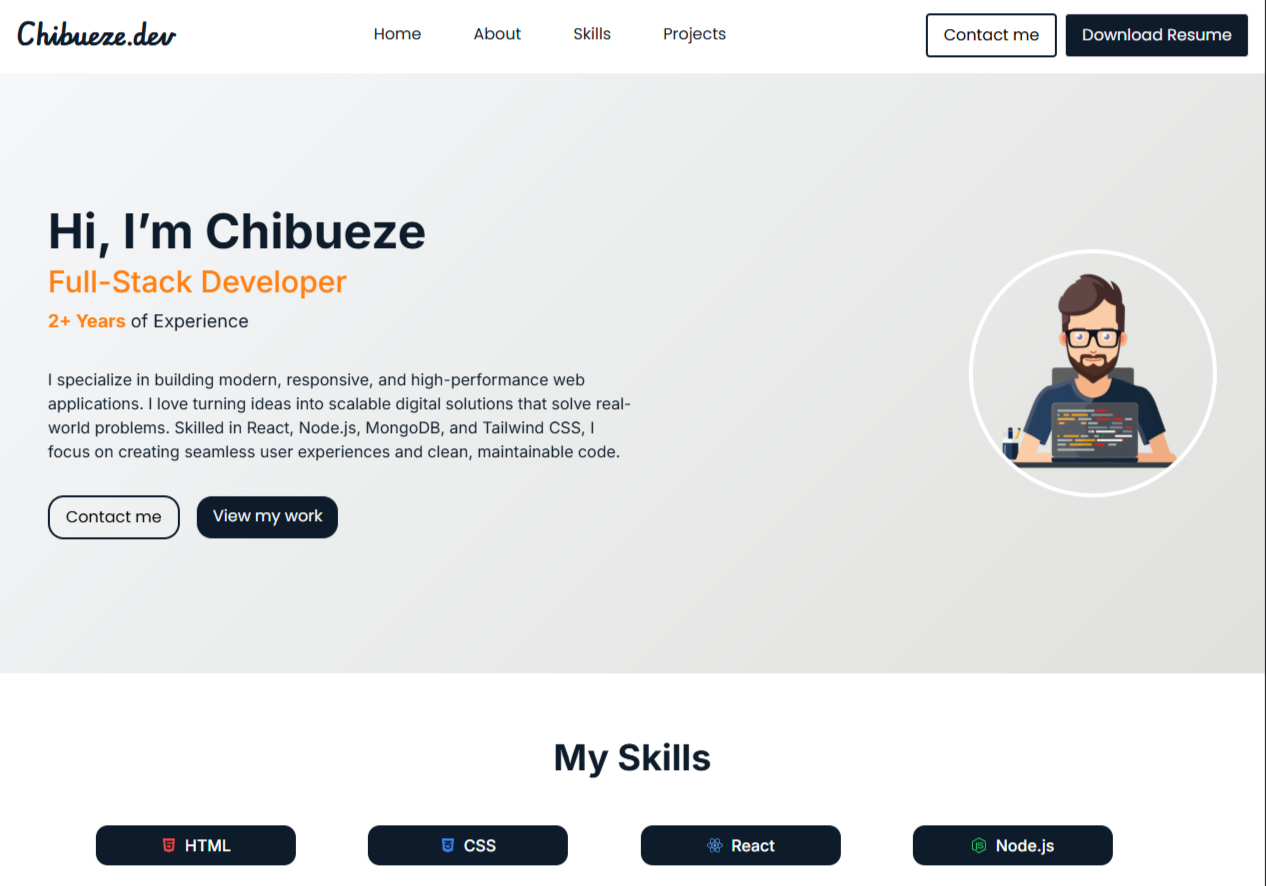 Chibueze.dev
Home
About
Skills
Projects
Contact me
Download Resume
Hi, I’m Chibueze
Full-Stack Developer
2+ Years of Experience
I specialize in building modern, responsive, and high-performance web
applications. I love turning ideas into scalable digital solutions that solve real-
world problems. Skilled in React, Node.js, MongoDB, and Tailwind CSS, I
focus on creating seamless user experiences and clean, maintainable code.
Contact me
View my work
My Skills
HTML
CSS
React
Node.js